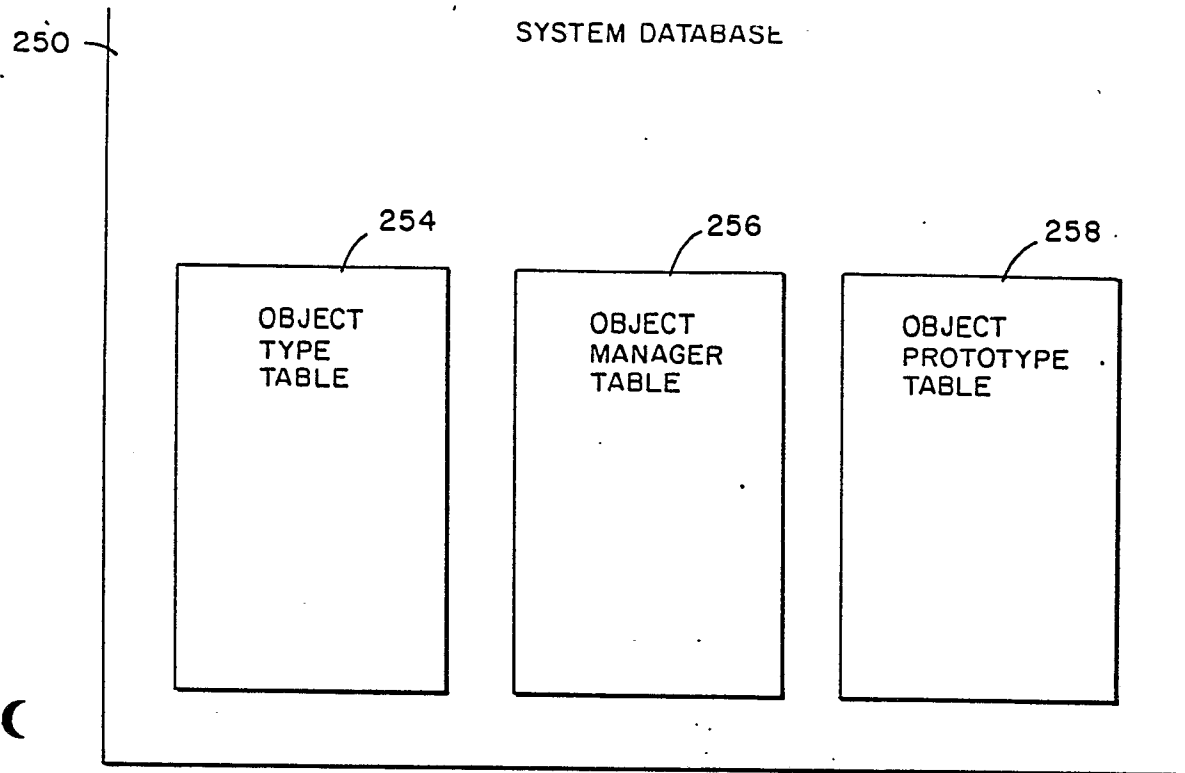 250
SYSTEM DATABASE
254
256
258
OBJECT
TYPE
TABLE
OBJECT
MANAGER
TABLE
OBJECT
PROTOTYPE
TABLE